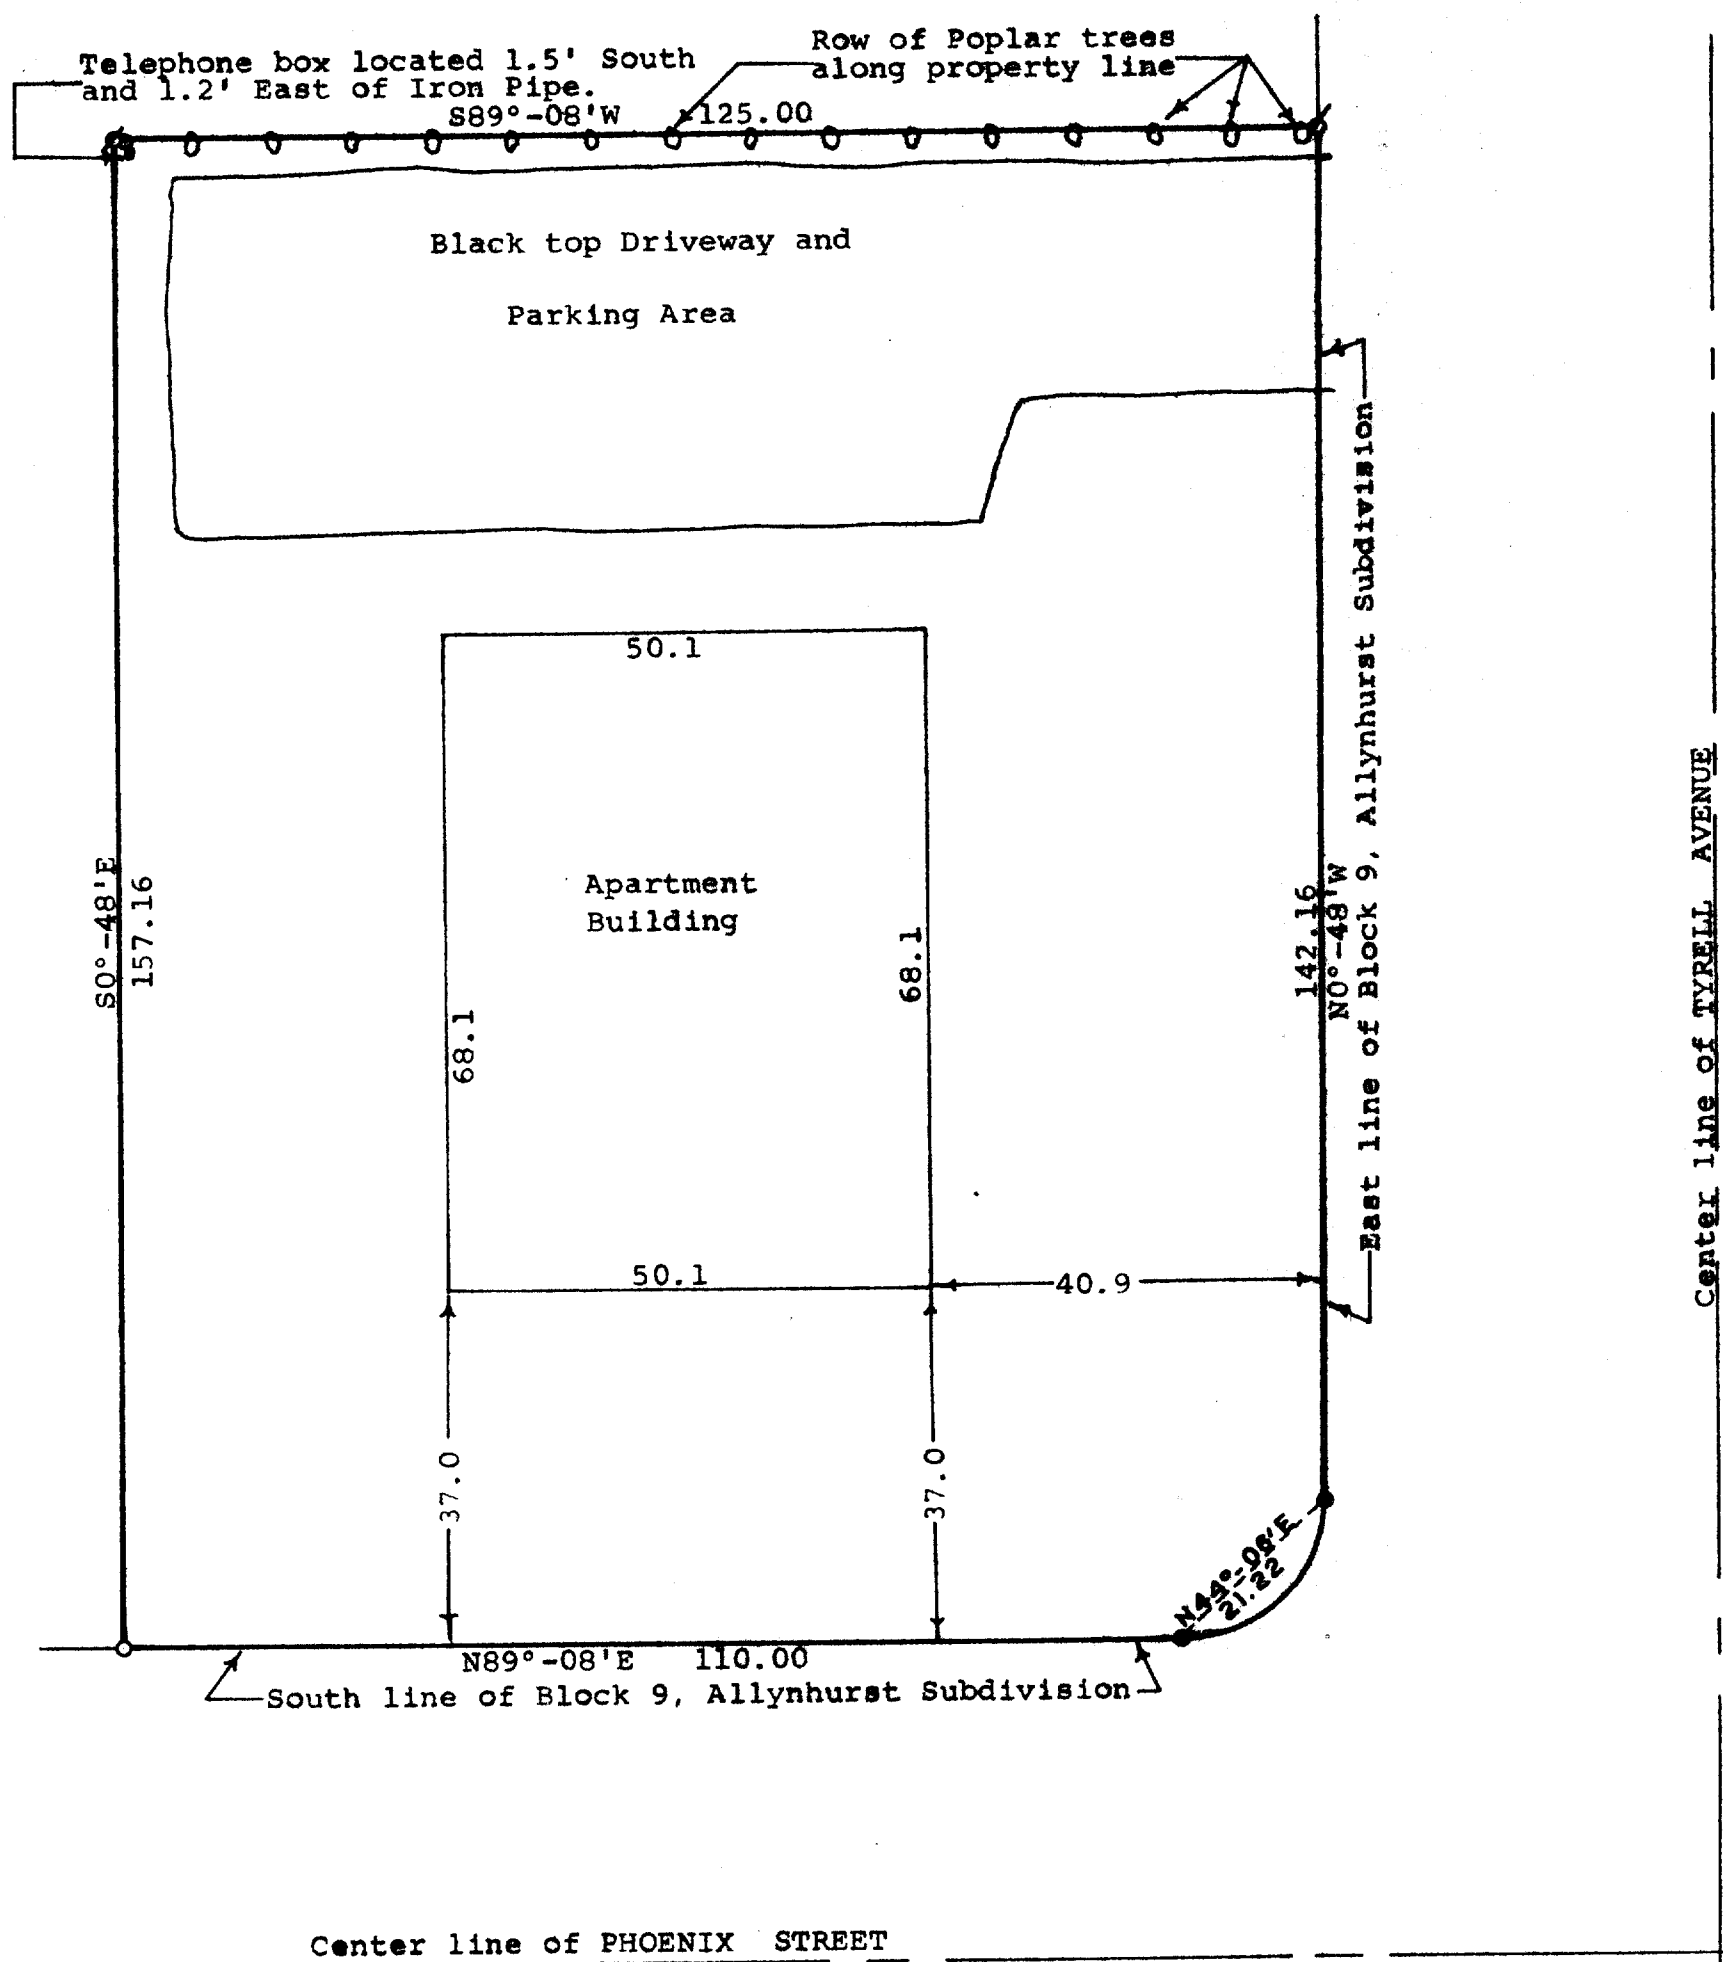 Telephone box located 1.5' South
and 1.2' East of Iron Pipe.
Row of Poplar trees
along property line
S89°-08'W 125.00
Black top Driveway and
Parking Area
50.1
Apartment
Building
68.1
68.1
50.1
40.9
37.0
37.0
S0°-48'E
157.16
142.16
N0°-48'W
East line of Block 9, Allynhurst Subdivision
Center line of TYRELL AVENUE
N44°-08'E
21.22
N89°-08'E 110.00
South line of Block 9, Allynhurst Subdivision
Center line of PHOENIX STREET